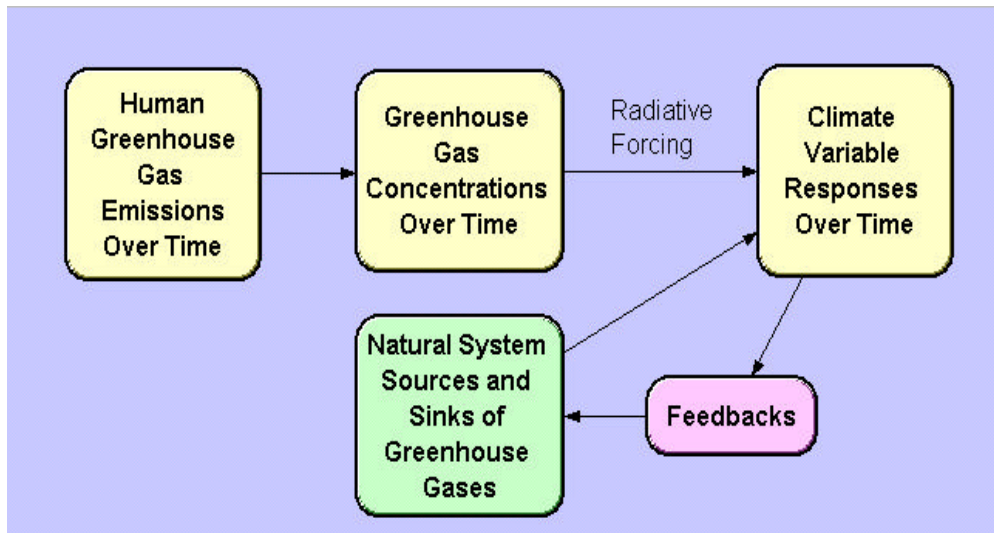 Human
Greenhouse
Gas
Emissions
Over Time
Greenhouse
Gas
Concentrations
Over Time
Radiative
Forcing
Climate
Variable
Responses
Over Time
Natural System
Sources and
Sinks of
Greenhouse
Gases
Feedbacks